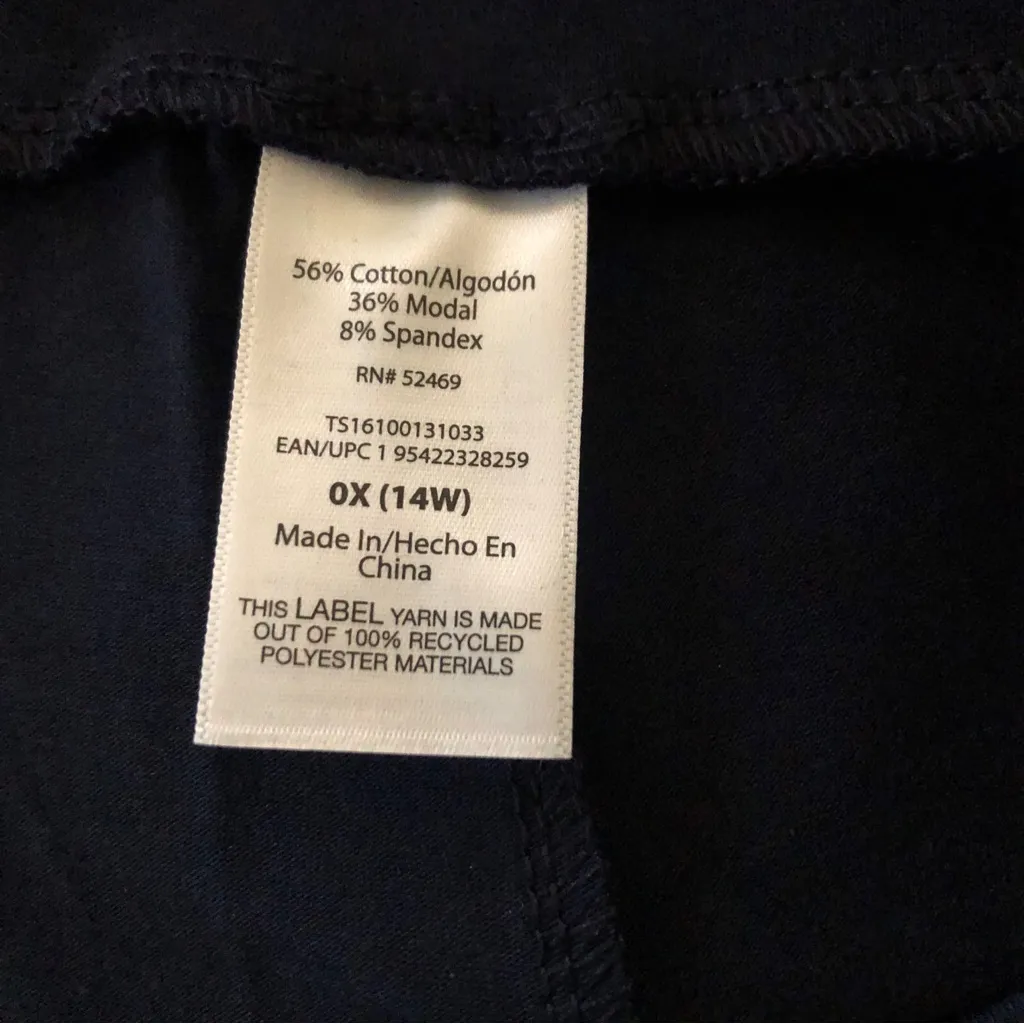 56% Cotton/Algodón
36% Modal
8% Spandex
RN# 52469
TS16100131033
EAN/UPC 1 95422328259
0X (14W)
Made In/Hecho En
China
THIS LABEL YARN IS MADE
OUT OF 100% RECYCLED
POLYESTER MATERIALS